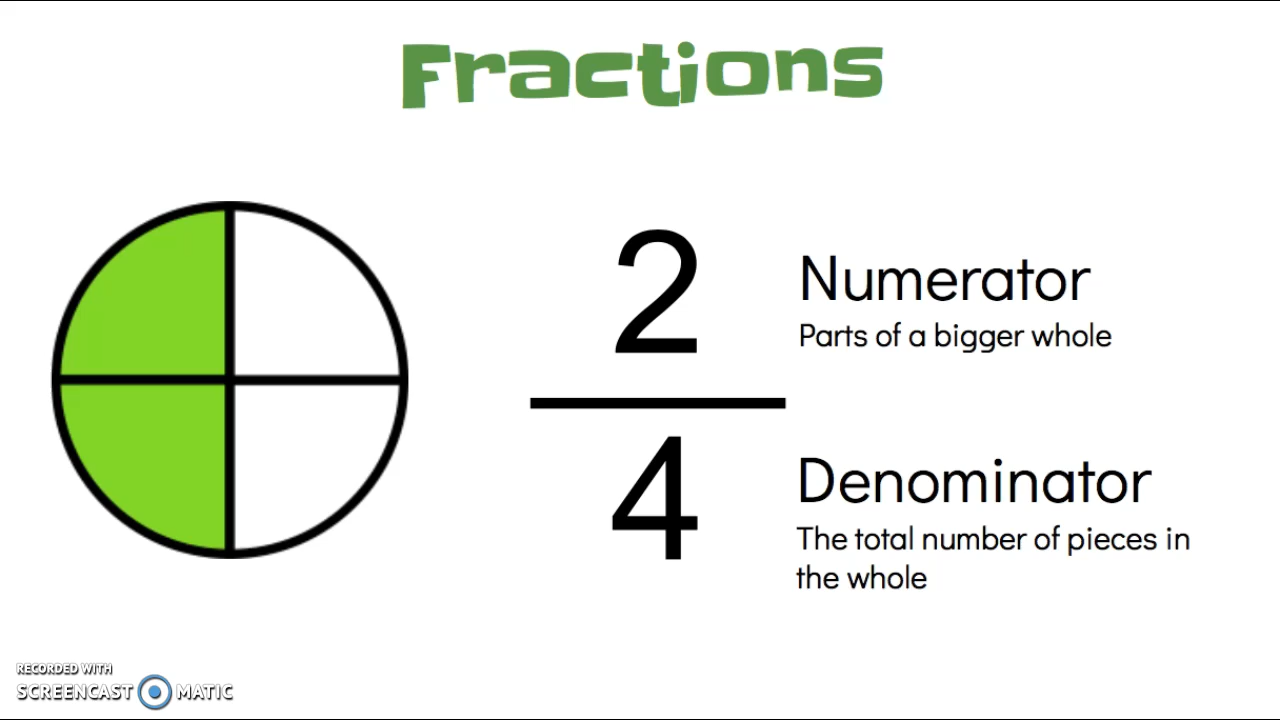 Fractions
2
Numerator
Parts of a bigger whole
4
Denominator
The total number of pieces in
the whole
RECORDED WITH
SCREENCAST MATIC